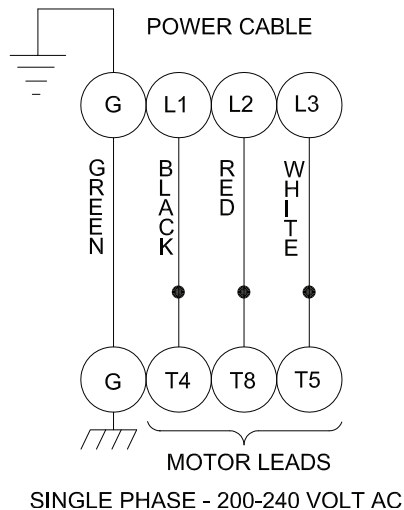 POWER CABLE
G L1 L2 L3
GREEN
BLACK
RED
WHITE
G T4 T8 T5
MOTOR LEADS
SINGLE PHASE - 200-240 VOLT AC